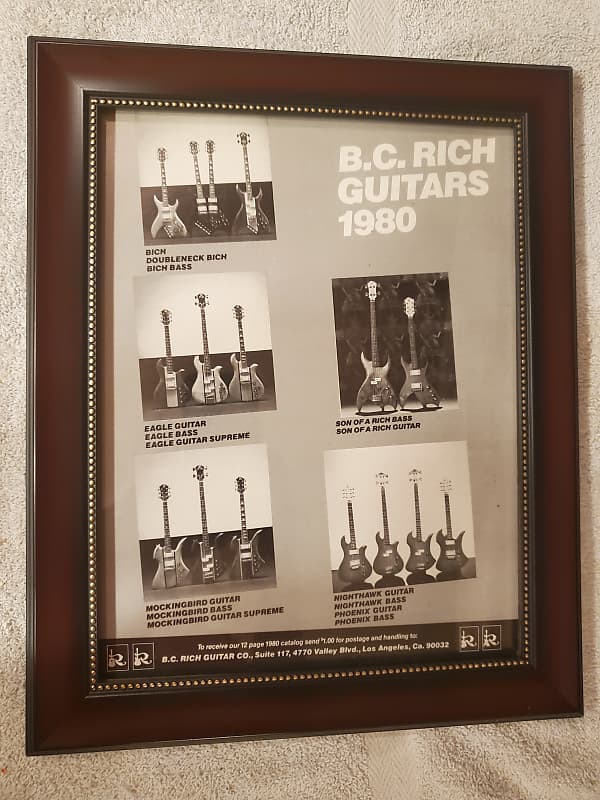 B.C. RICH
GUITARS
1980
BICH
DOUBLENECK BICH
BICH BASS
EAGLE GUITAR
EAGLE BASS
EAGLE GUITAR SUPREME
SON OF A RICH BASS
SON OF A RICH GUITAR
MOCKINGBIRD GUITAR
MOCKINGBIRD BASS
MOCKINGBIRD GUITAR SUPREME
NIGHTHAWK GUITAR
NIGHTHAWK BASS
PHOENIX GUITAR
PHOENIX BASS
To receive our 12 page 1980 catalog send $1.00 for postage and handling to:
B.C. RICH GUITAR CO., Suite 117, 4770 Valley Blvd., Los Angeles, Ca. 90032
R R R R